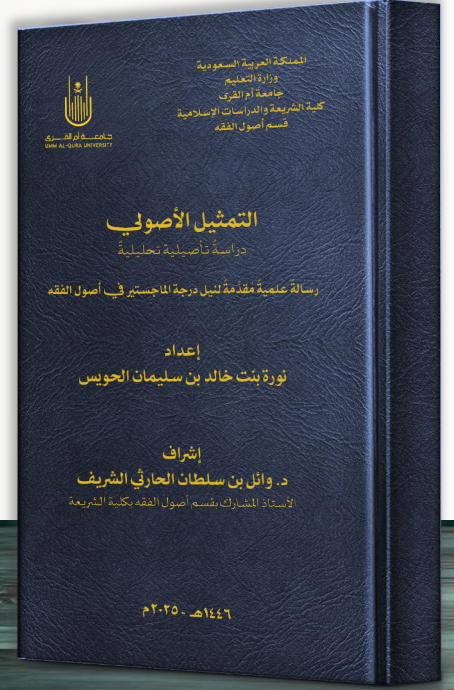 المملكة العربية السعودية
وزارة التعليم
جامعة أم القرى
كلية الشريعة والدراسات الإسلامية
قسم أصول الفقه
جامعة أم القرى
UMM AL-QURA UNIVERSITY
التمثيل الأصولي
دراسةً تأصيليةً تحليليةً
رسالةً علميةً مُقدَّمةً لنيل درجة الماجستير في أصول الفقه
إعداد
نورة بنت خالد بن سليمان الحويس
إشراف
د. وائل بن سلطان الحارثي الشريف
الأستاذ المشارك بقسم أصول الفقه بكلية الشريعة
١٤٤٦هـ - ٢٠٢٥م